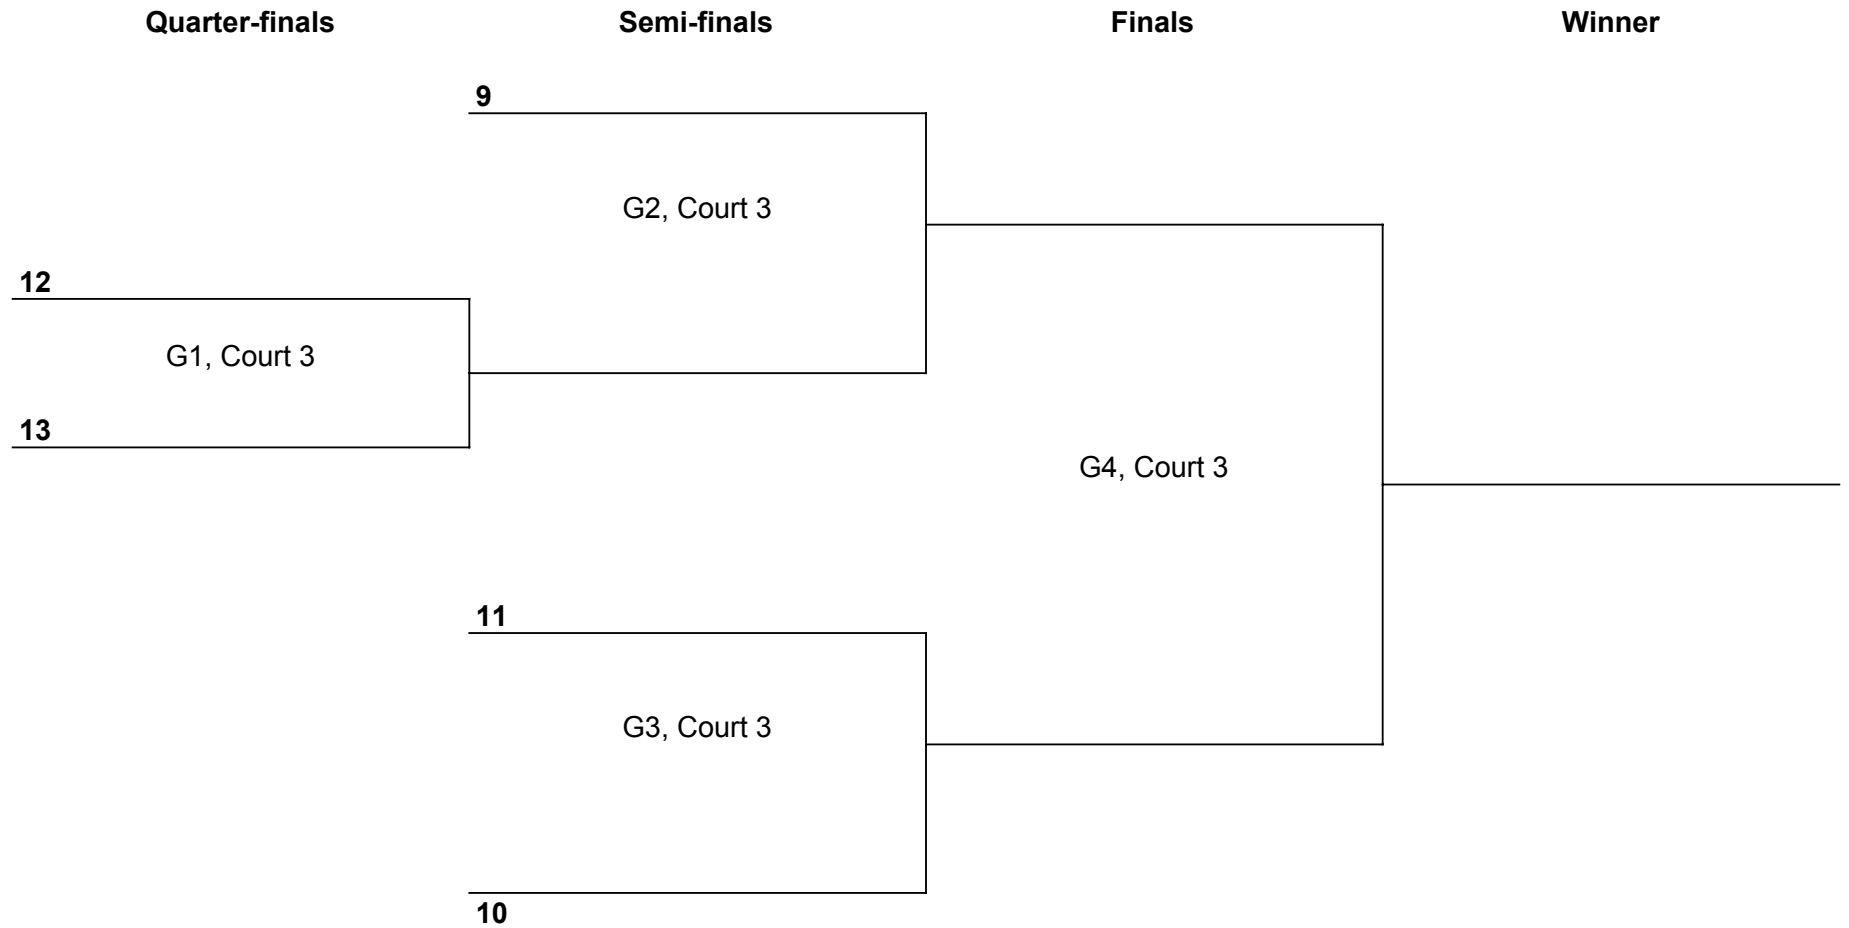 Quarter-finals Semi-finals Finals Winner
9
G2, Court 3
12
G1, Court 3
13
G4, Court 3
11
G3, Court 3
10